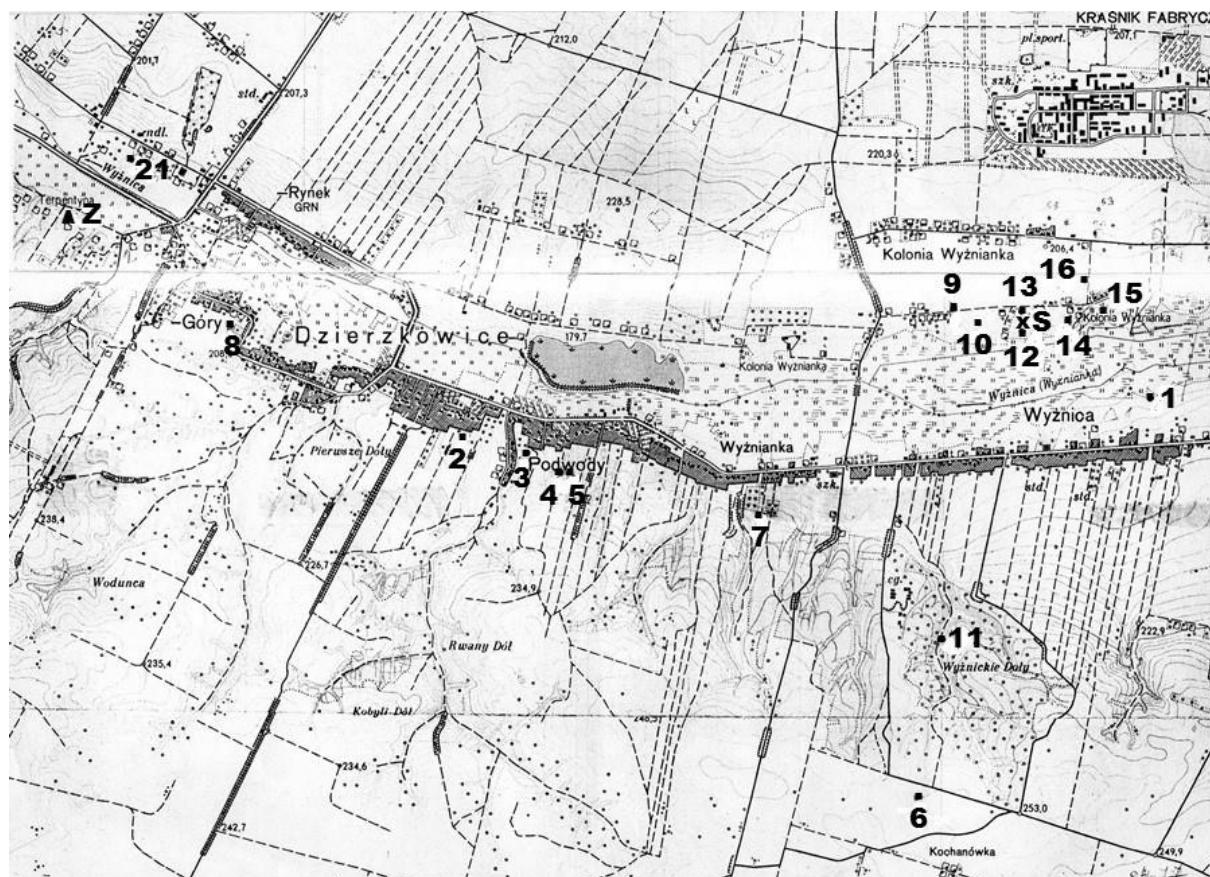 KRAŚNIK FABRYCZ
212,0
pl.sport.
207,1
szk.
201,7
std.
207,3
mdl.
220,3
21
Wyżnica
Rynek
GRN
Terpentyna
Z
228,5
206,4
Kolonia Wyżnianka
16
9
13
15
Góry
8
Dzierzkowice
179,7
S
Kolonia Wyżnianka
10
12
14
Kolonia Wyżnianka
Wyżnica (Wyżnianka)
1
Wyżnica
Pierwsze Doły
2
Wyżnianka
3
Podwody
4
5
szk.
std.
std.
7
238,4
226,7
Wodunca
234,9
cg.
222,9
11
Rwany Dół
Wyżnickie Doły
235,4
Kobyli Dół
234,6
6
253,0
242,7
Kochanówka
249,9